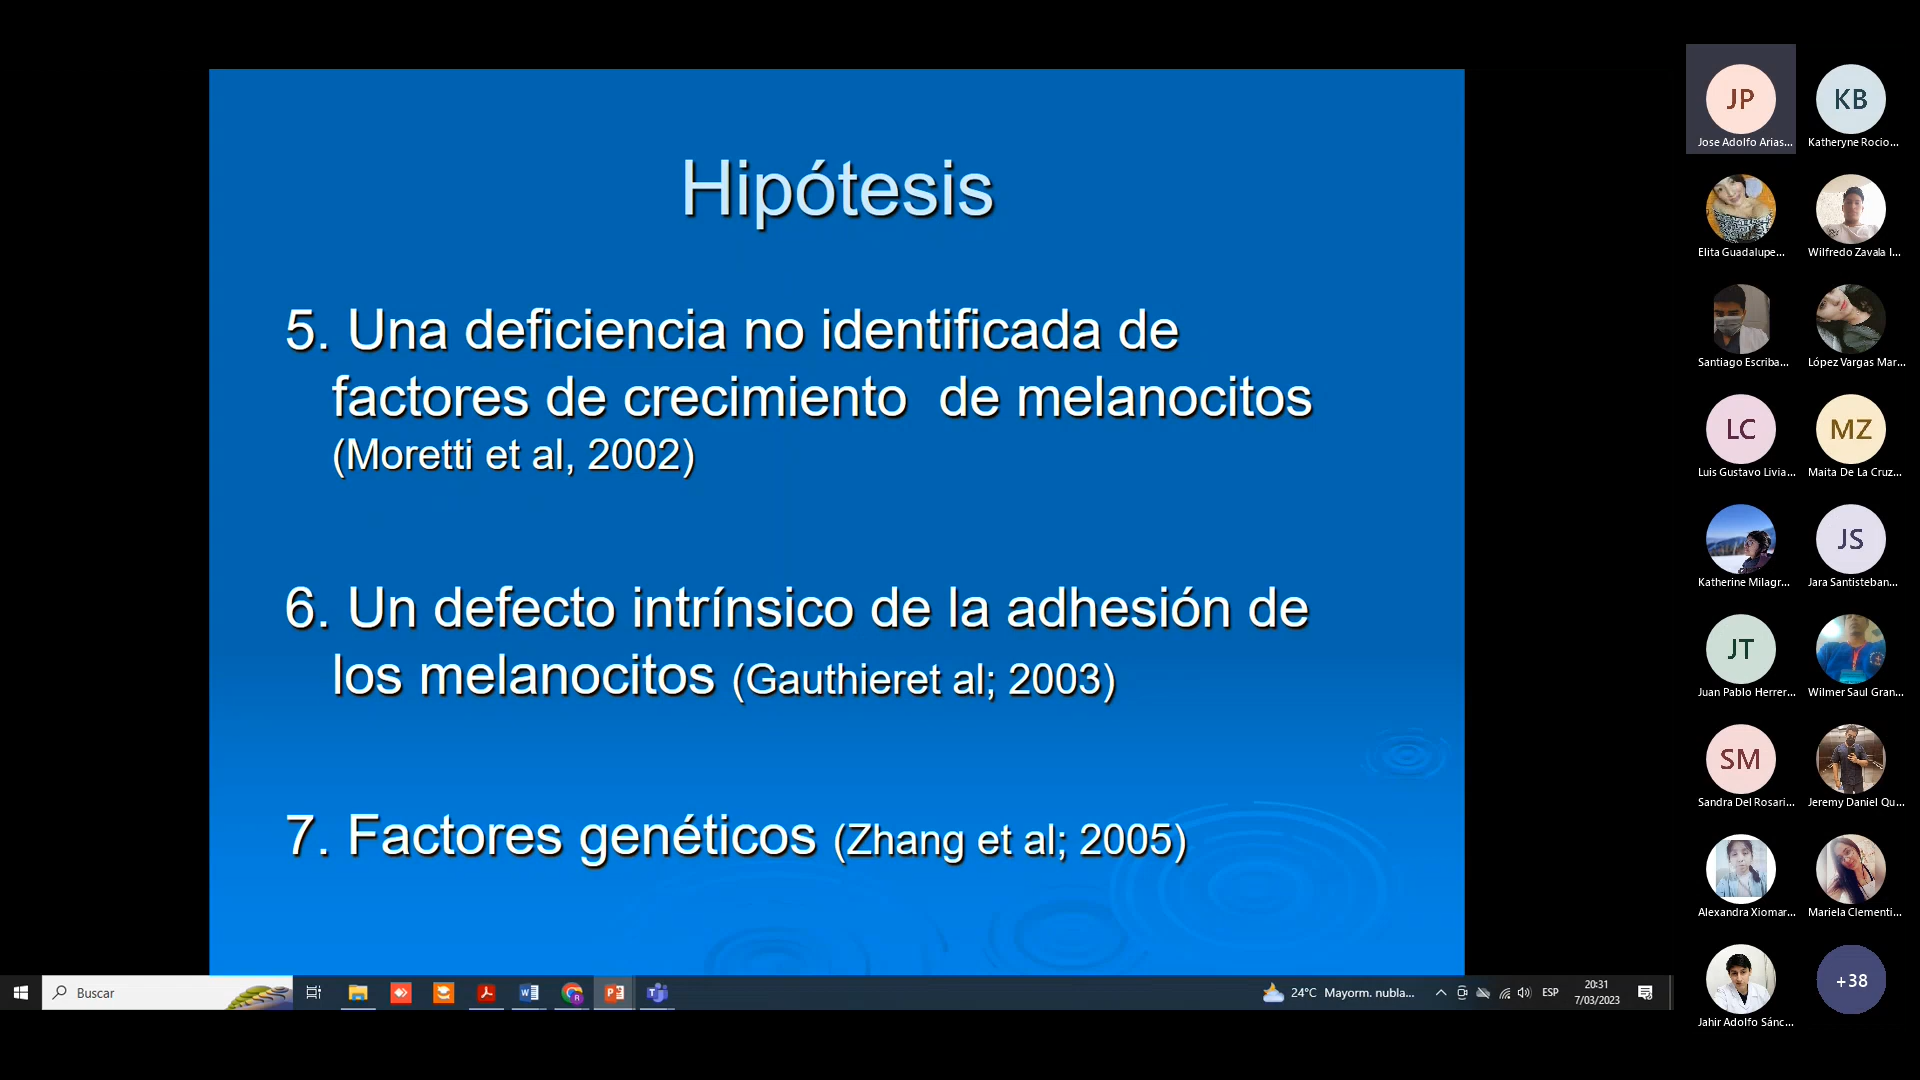 Hipótesis
5. Una deficiencia no identificada de
factores de crecimiento de melanocitos
(Moretti et al, 2002)
6. Un defecto intrínsico de la adhesión de
los melanocitos (Gauthieret al; 2003)
7. Factores genéticos (Zhang et al; 2005)
JP
KB
Jose Adolfo Arias...
Katheryne Rocio...
Elita Guadalupe...
Wilfredo Zavala I...
Santiago Escriba...
López Vargas Mar...
LC
MZ
Luis Gustavo Livia...
Maita De La Cruz...
JS
Katherine Milagr...
Jara Santisteban...
JT
Juan Pablo Herrer...
Wilmer Saul Gran...
SM
Sandra Del Rosari...
Jeremy Daniel Qu...
Alexandra Xiomar...
Mariela Clementi...
+38
Jahir Adolfo Sánc...
Buscar
24°C Mayorm. nubla...
ESP
20:31
7/03/2023